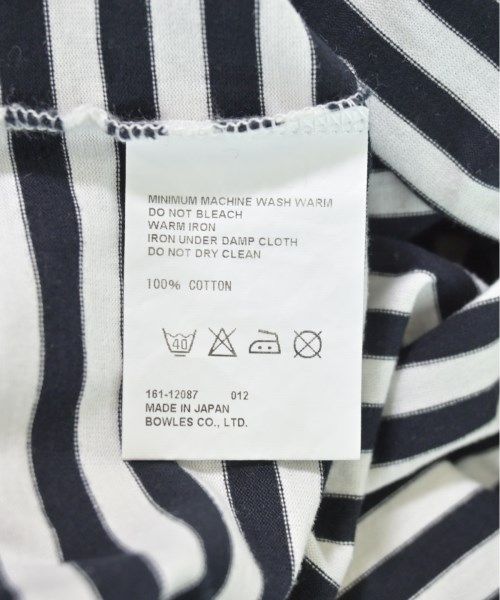 MINIMUM MACHINE WASH WARM
DO NOT BLEACH
WARM IRON
IRON UNDER DAMP CLOTH
DO NOT DRY CLEAN
100% COTTON
40
161-12087 012
MADE IN JAPAN
BOWLES CO., LTD.